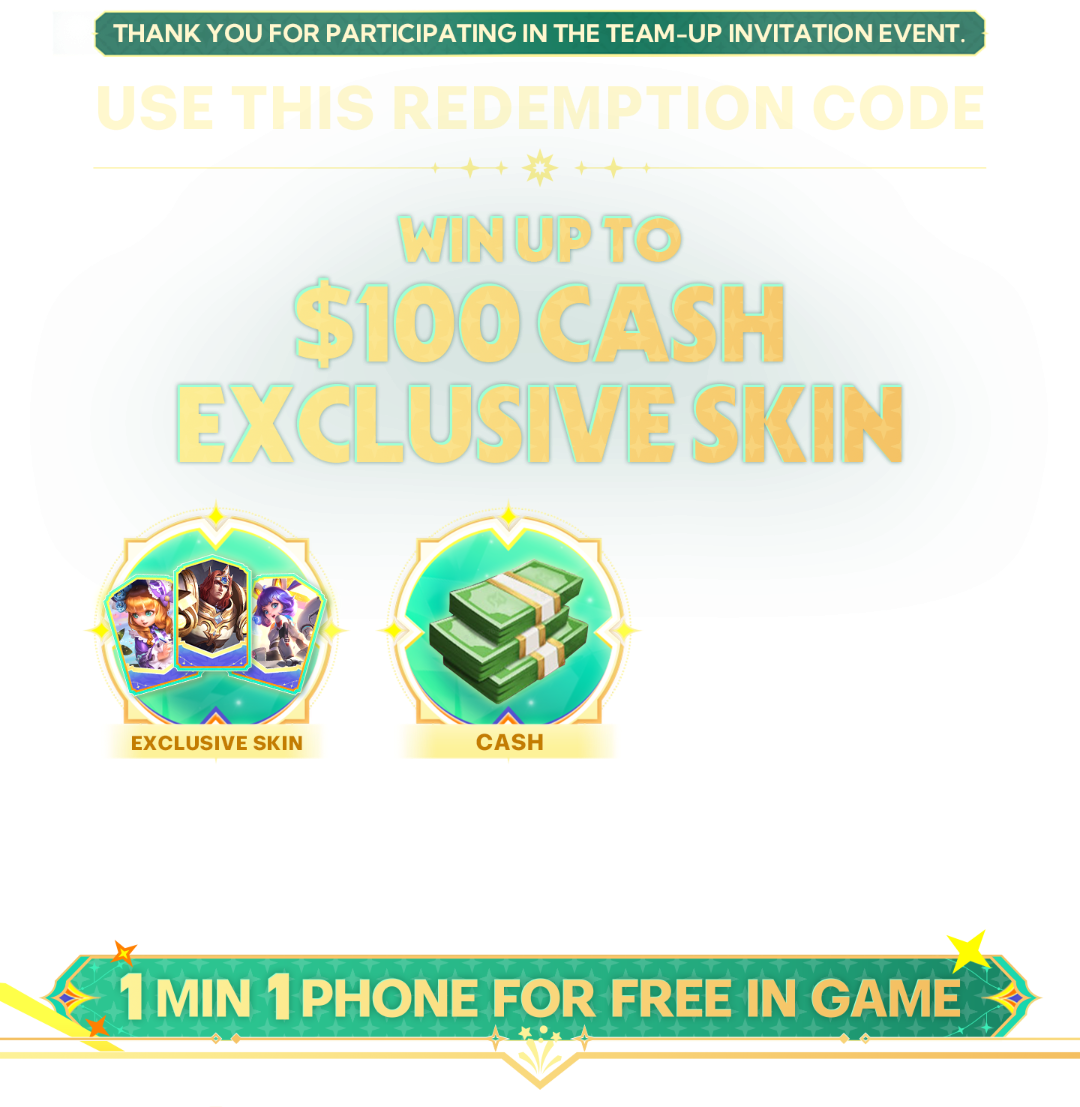 THANK YOU FOR PARTICIPATING IN THE TEAM-UP INVITATION EVENT.
USE THIS REDEMPTION CODE
WIN UP TO
$100 CASH
EXCLUSIVE SKIN
EXCLUSIVE SKIN
CASH
1 MIN 1 PHONE FOR FREE IN GAME